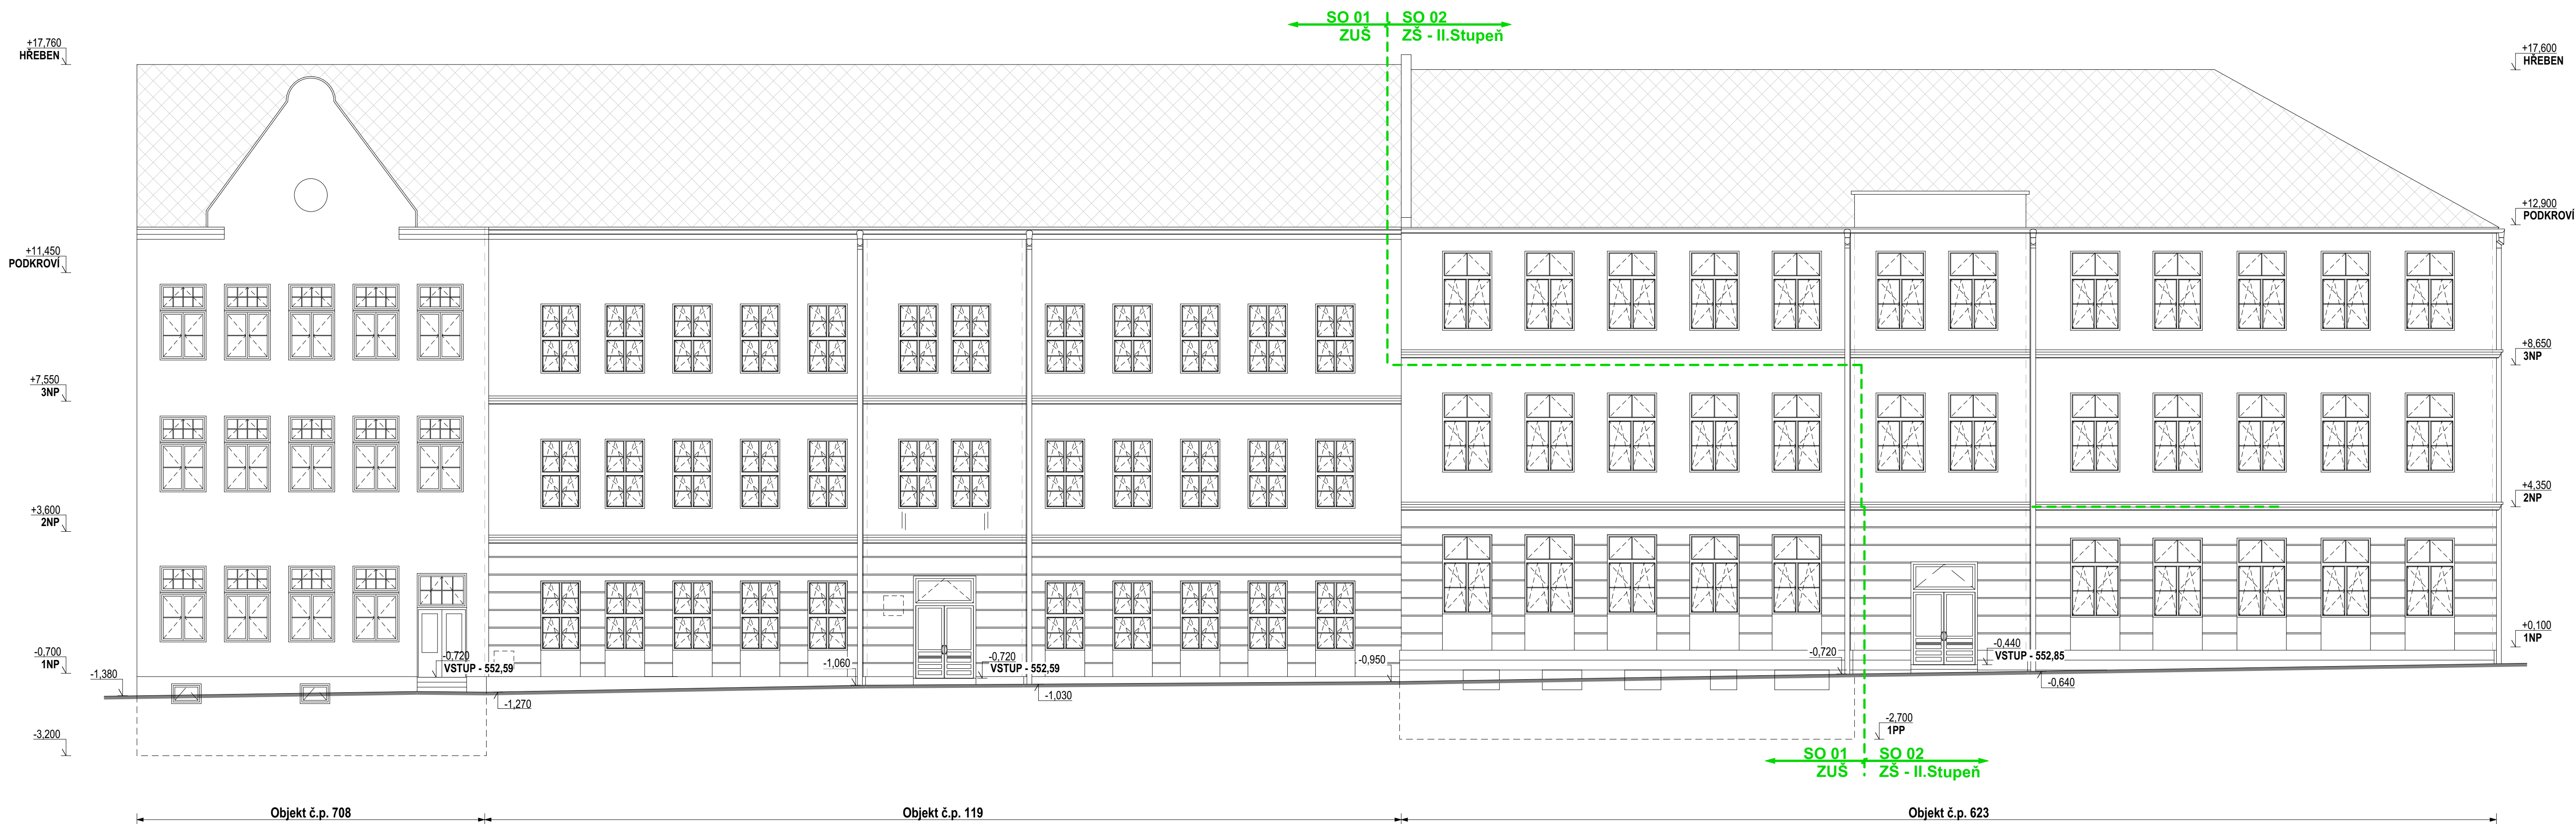 SO 01 SO 02
ZUŠ ZŠ - II.Stupeň
+17,760
HŘEBEN
+17,600
HŘEBEN
+12,900
PODKROVÍ
+11,450
PODKROVÍ
+8,650
3NP
+7,550
3NP
+4,350
2NP
+3,600
2NP
+0,100
1NP
-0,700
1NP
-0,720
VSTUP - 552,59
-1,060
-0,720
VSTUP - 552,59
-0,950
-0,720
-0,440
VSTUP - 552,85
-1,380
-1,270
-1,030
-0,640
-2,700
1PP
-3,200
SO 01 SO 02
ZUŠ ZŠ - II.Stupeň
Objekt č.p. 708 Objekt č.p. 119 Objekt č.p. 623